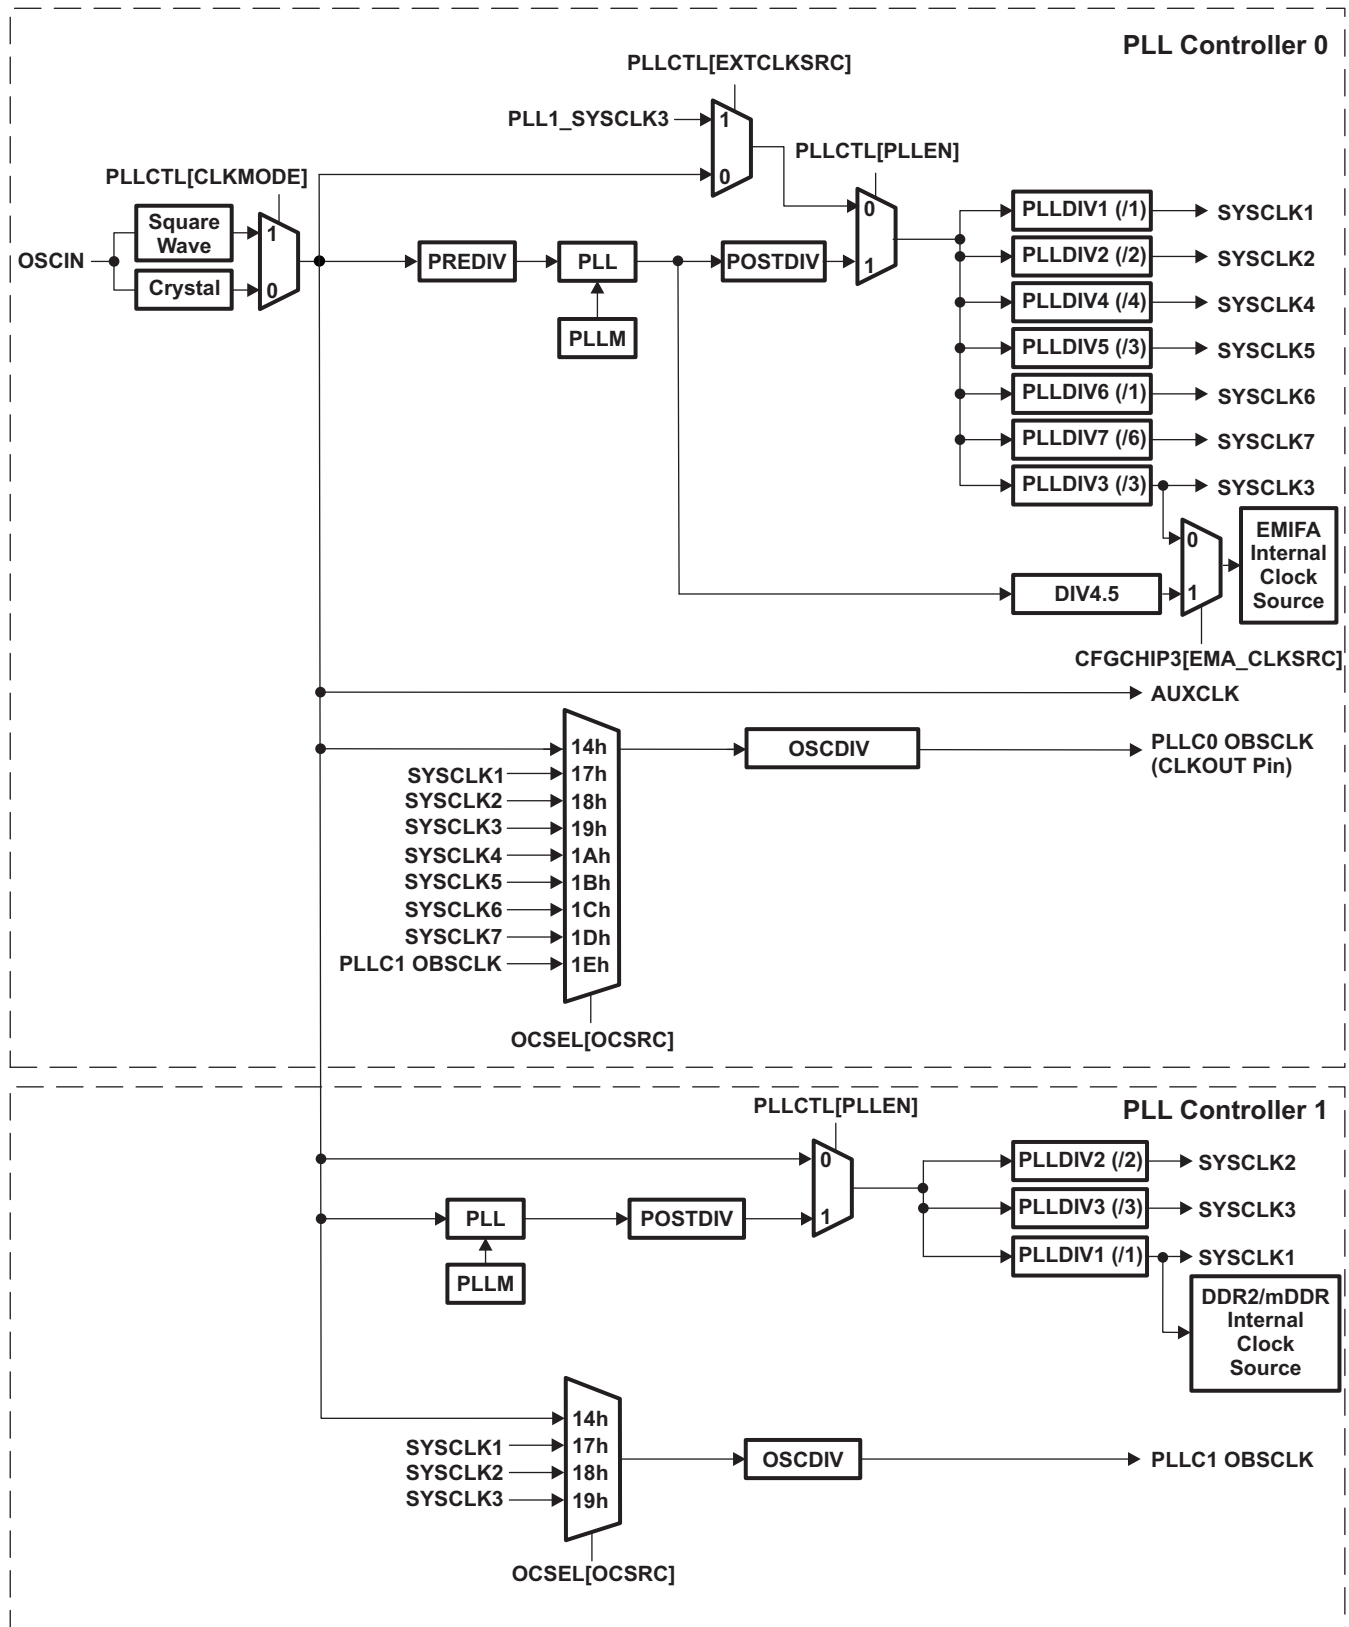 PLL Controller 0
PLLCTL[EXTCLKSRC]
PLL1_SYSCLK3
1
0
PLLCTL[PLLEN]
0
1
PLLCTL[CLKMODE]
OSCIN
Square
Wave
Crystal
1
0
PREDIV
PLL
PLLM
POSTDIV
PLLDIV1 (/1)
SYSCLK1
PLLDIV2 (/2)
SYSCLK2
PLLDIV4 (/4)
SYSCLK4
PLLDIV5 (/3)
SYSCLK5
PLLDIV6 (/1)
SYSCLK6
PLLDIV7 (/6)
SYSCLK7
PLLDIV3 (/3)
SYSCLK3
0
1
EMIFA
Internal
Clock
Source
DIV4.5
CFGCHIP3[EMA_CLKSRC]
AUXCLK
14h
OSCDIV
PLLC0 OBSCLK
(CLKOUT Pin)
SYSCLK1
17h
SYSCLK2
18h
SYSCLK3
19h
SYSCLK4
1Ah
SYSCLK5
1Bh
SYSCLK6
1Ch
SYSCLK7
1Dh
PLLC1 OBSCLK
1Eh
OCSEL[OCSRC]
PLL Controller 1
PLLCTL[PLLEN]
0
1
PLL
PLLM
POSTDIV
PLLDIV2 (/2)
SYSCLK2
PLLDIV3 (/3)
SYSCLK3
PLLDIV1 (/1)
SYSCLK1
DDR2/mDDR
Internal
Clock
Source
14h
SYSCLK1
17h
SYSCLK2
18h
SYSCLK3
19h
OSCDIV
PLLC1 OBSCLK
OCSEL[OCSRC]